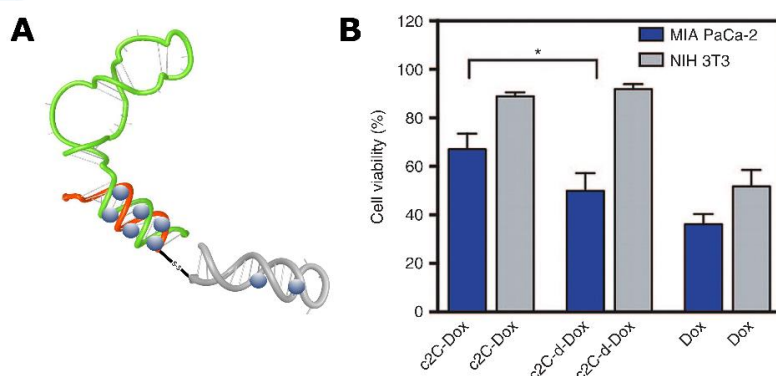 A
B
120
100
80
60
40
20
0
Cell viability (%)
MIA PaCa-2
NIH 3T3
*
S-S
c2C-Dox
c2C-Dox
c2C-d-Dox
c2C-d-Dox
Dox
Dox